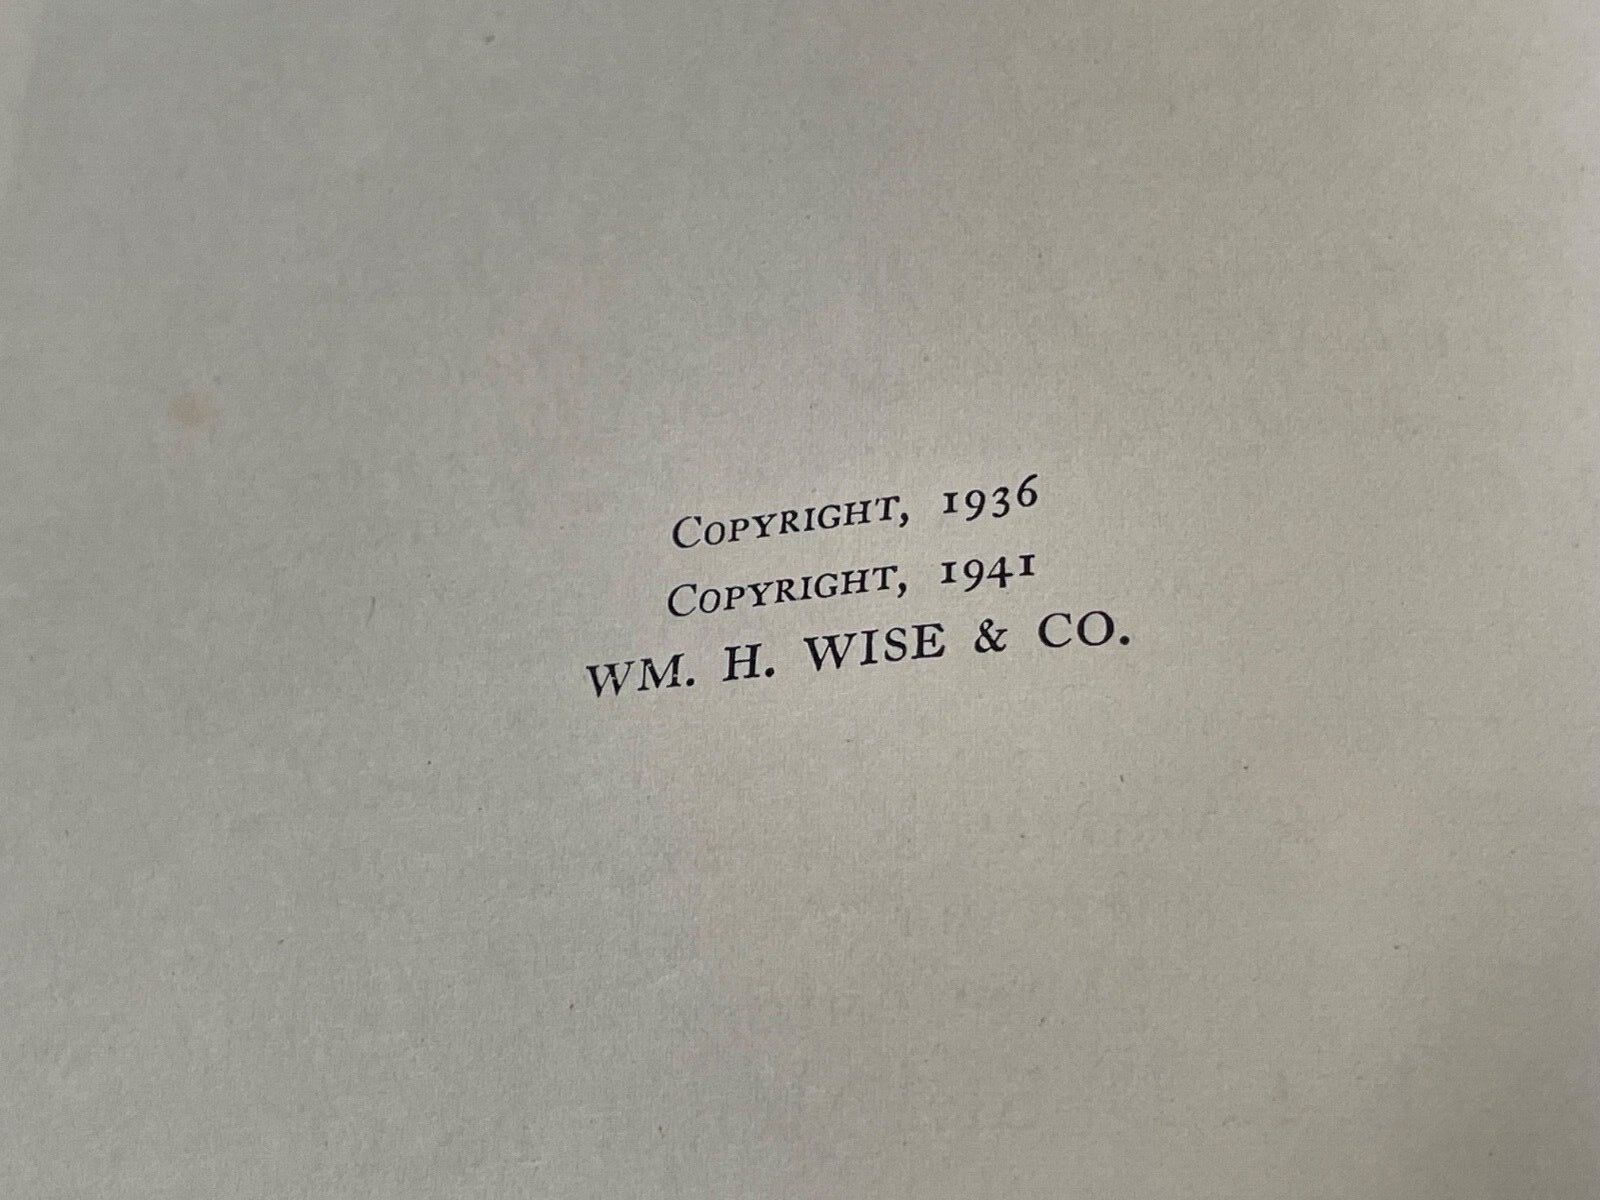 COPYRIGHT, 1936
COPYRIGHT, 1941
WM. H. WISE & CO.